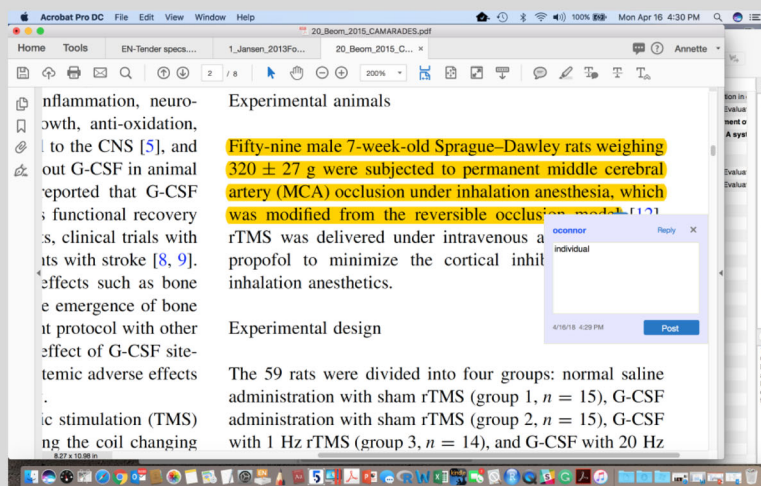 Acrobat Pro DC File Edit View Window Help 100% Mon Apr 16 4:30 PM
20_Beom_2015_CAMARADES.pdf
Home Tools EN-Tender specs.... 1_Jansen_2013Fo... 20_Beom_2015_C... × Annette
2 / 8 200%
nflammation, neuro-
owth, anti-oxidation,
l to the CNS [5], and
out G-CSF in animal
reported that G-CSF
s functional recovery
ts, clinical trials with
nts with stroke [8, 9].
effects such as bone
e emergence of bone
nt protocol with other
effect of G-CSF site-
temic adverse effects
.
ic stimulation (TMS)
ng the coil changing
8.27 x 10.98 in
Experimental animals
Fifty-nine male 7-week-old Sprague–Dawley rats weighing
320 ± 27 g were subjected to permanent middle cerebral
artery (MCA) occlusion under inhalation anesthesia, which
was modified from the reversible occlusion model [12].
rTMS was delivered under intravenous a
propofol to minimize the cortical inhib
inhalation anesthetics.
Experimental design
The 59 rats were divided into four groups: normal saline
administration with sham rTMS (group 1, n = 15), G-CSF
administration with sham rTMS (group 2, n = 15), G-CSF
with 1 Hz rTMS (group 3, n = 14), and G-CSF with 20 Hz
oconnor Reply ×
individual
4/16/18 4:29 PM Post
tion in
Evaluat
ment o
A syst
Evaluat
Evaluat